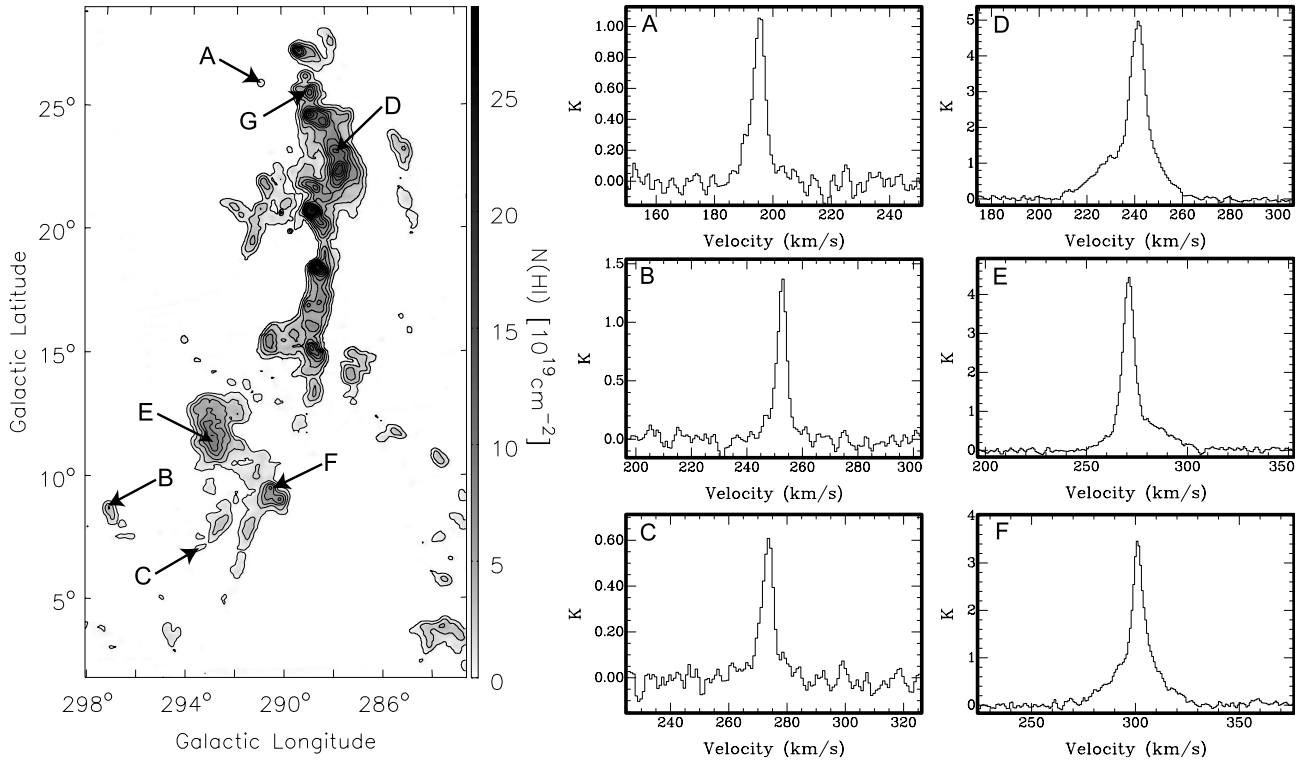 A
G
D
E
B
F
C
25°
20°
15°
10°
5°
298°
294°
290°
286°
Galactic Latitude
Galactic Longitude
25
20
15
10
5
0
N(HI) [10^19 cm^-2]
A
1.00
0.80
0.60
0.40
0.20
0.00
K
160 180 200 220 240
Velocity (km/s)
D
5
4
3
2
1
0
K
180 200 220 240 260 280 300
Velocity (km/s)
B
1.5
1.0
0.5
0.0
K
200 220 240 260 280 300
Velocity (km/s)
E
4
3
2
1
0
K
200 250 300 350
Velocity (km/s)
C
0.60
0.40
0.20
0.00
K
240 260 280 300 320
Velocity (km/s)
F
4
3
2
1
0
K
250 300 350
Velocity (km/s)